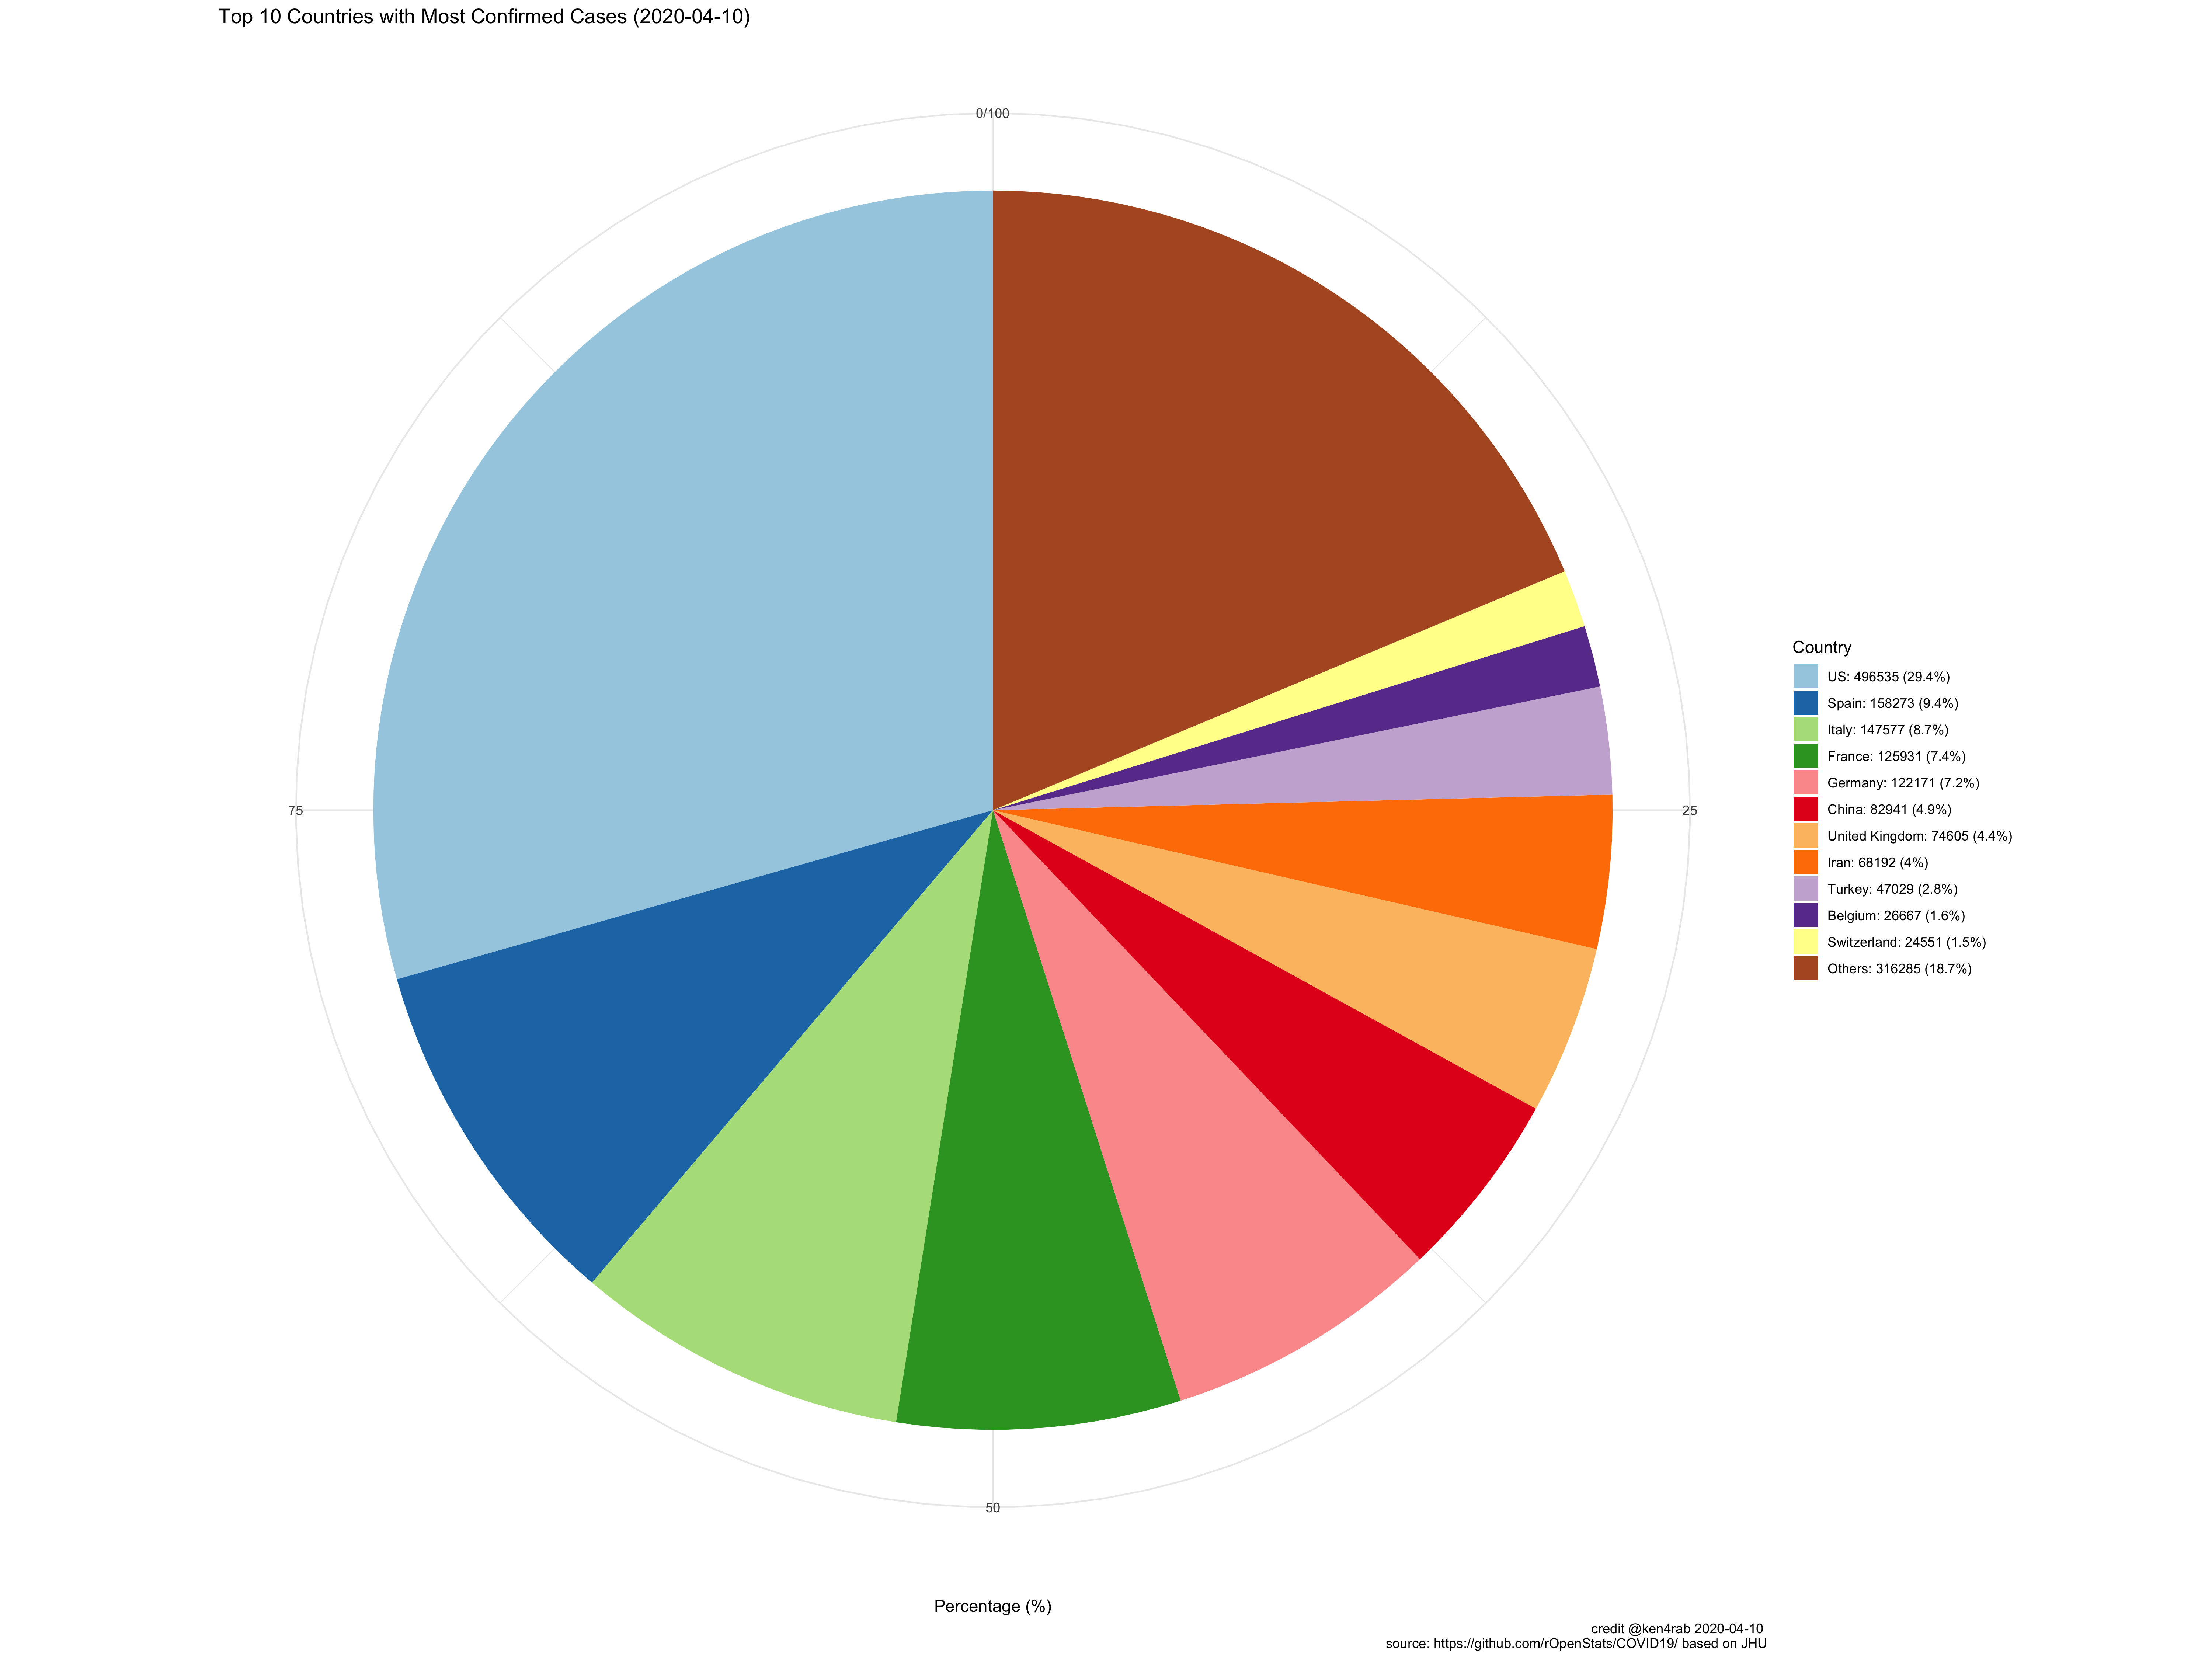 Top 10 Countries with Most Confirmed Cases (2020-04-10)
0/100
75
25
50
Country
US: 496535 (29.4%)
Spain: 158273 (9.4%)
Italy: 147577 (8.7%)
France: 125931 (7.4%)
Germany: 122171 (7.2%)
China: 82941 (4.9%)
United Kingdom: 74605 (4.4%)
Iran: 68192 (4%)
Turkey: 47029 (2.8%)
Belgium: 26667 (1.6%)
Switzerland: 24551 (1.5%)
Others: 316285 (18.7%)
Percentage (%)
credit @ken4rab 2020-04-10
source: https://github.com/rOpenStats/COVID19/ based on JHU